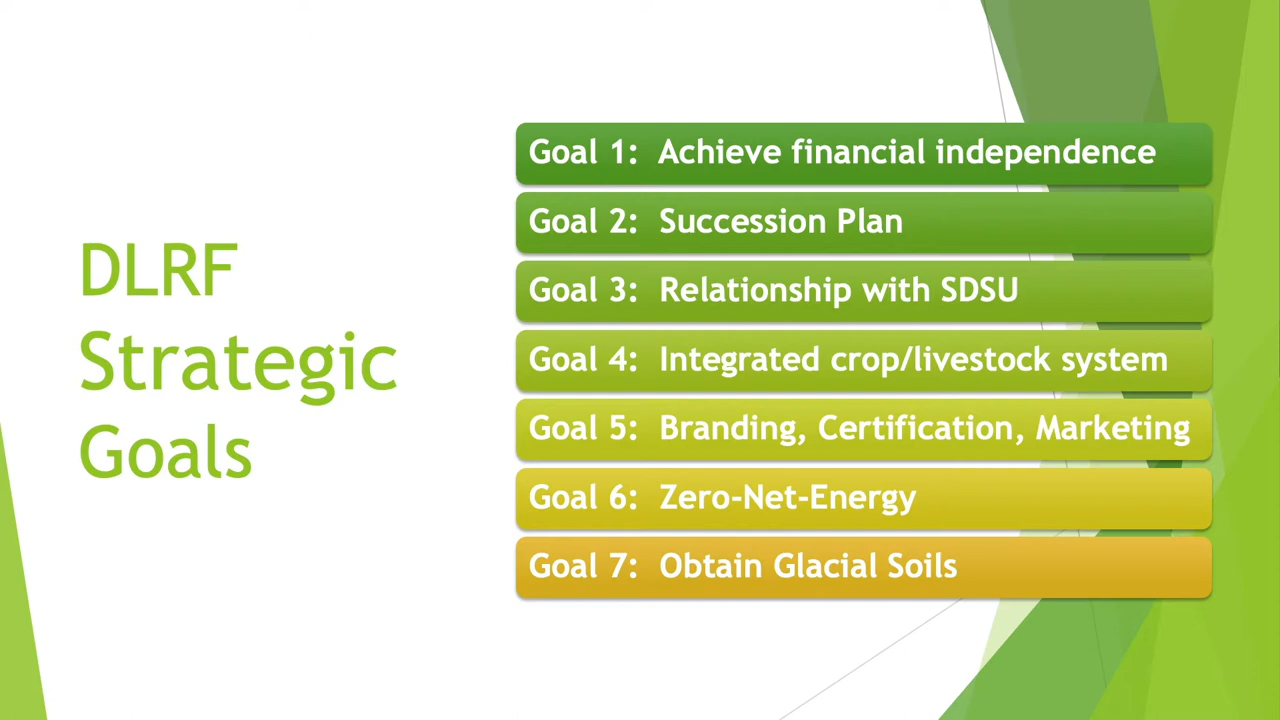 DLRF
Strategic
Goals
Goal 1: Achieve financial independence
Goal 2: Succession Plan
Goal 3: Relationship with SDSU
Goal 4: Integrated crop/livestock system
Goal 5: Branding, Certification, Marketing
Goal 6: Zero-Net-Energy
Goal 7: Obtain Glacial Soils